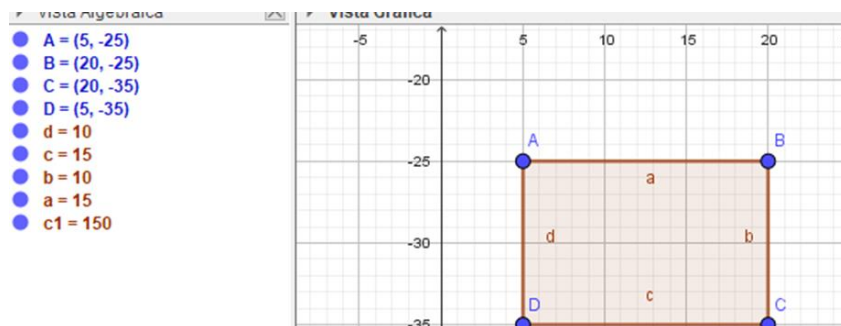 Vista Algebraica
A = (5, -25)
B = (20, -25)
C = (20, -35)
D = (5, -35)
d = 10
c = 15
b = 10
a = 15
c1 = 150
Vista Gráfica
-5 5 10 15 20
-20
A B
-25
a
-30 d b
c
D C
-35